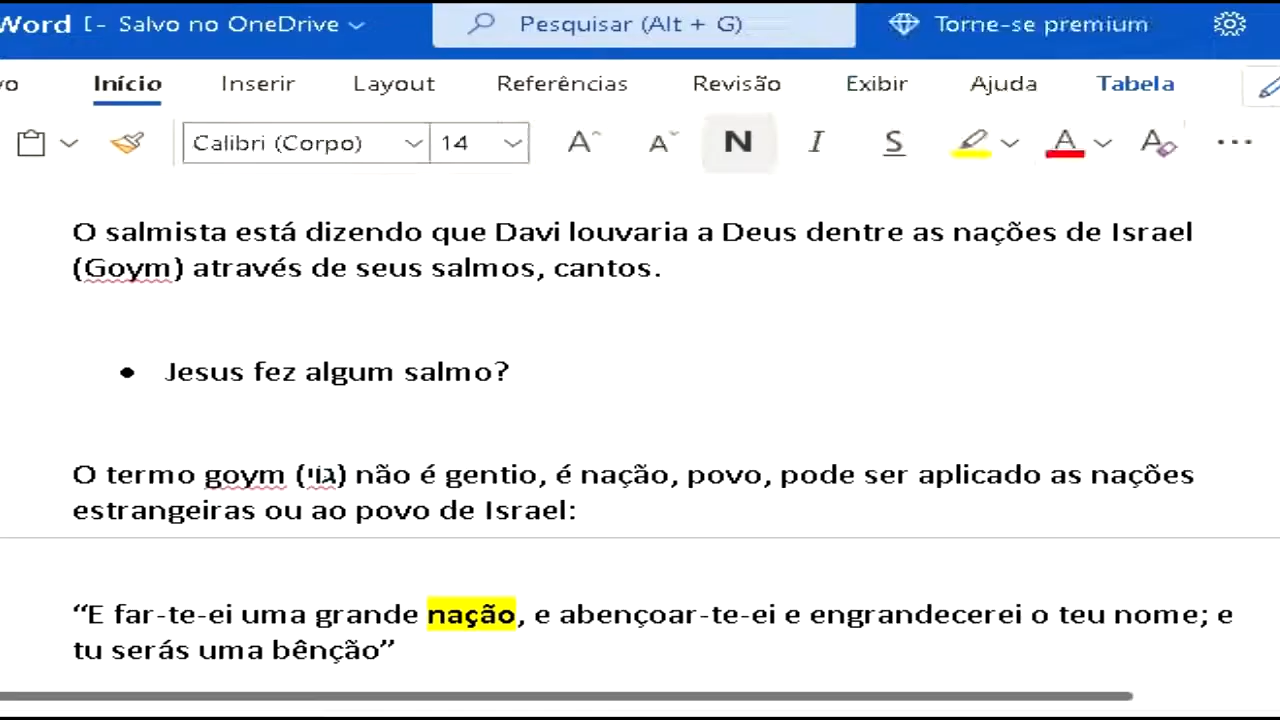 Word [- Salvo no OneDrive
Pesquisar (Alt + G)
Torne-se premium
vo Início Inserir Layout Referências Revisão Exibir Ajuda Tabela
Calibri (Corpo) 14 A A N I S A A ...
O salmista está dizendo que Davi louvaria a Deus dentre as nações de Israel
(Goym) através de seus salmos, cantos.
• Jesus fez algum salmo?
O termo goym (גוֹי) não é gentio, é nação, povo, pode ser aplicado as nações
estrangeiras ou ao povo de Israel:
“E far-te-ei uma grande nação, e abençoar-te-ei e engrandecerei o teu nome; e
tu serás uma bênção”